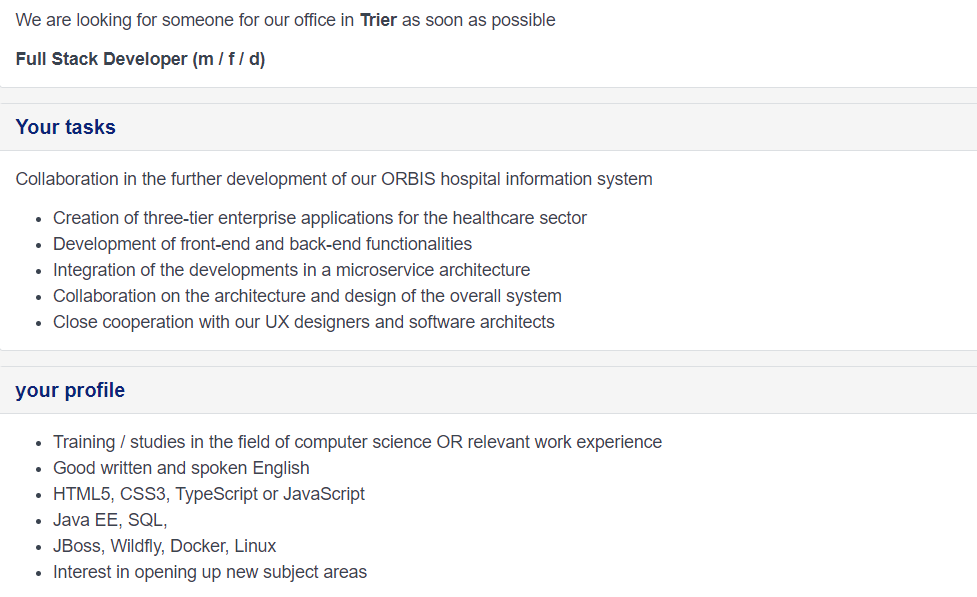 We are looking for someone for our office in Trier as soon as possible
Full Stack Developer (m / f / d)
Your tasks
Collaboration in the further development of our ORBIS hospital information system
• Creation of three-tier enterprise applications for the healthcare sector
• Development of front-end and back-end functionalities
• Integration of the developments in a microservice architecture
• Collaboration on the architecture and design of the overall system
• Close cooperation with our UX designers and software architects
your profile
• Training / studies in the field of computer science OR relevant work experience
• Good written and spoken English
• HTML5, CSS3, TypeScript or JavaScript
• Java EE, SQL,
• JBoss, Wildfly, Docker, Linux
• Interest in opening up new subject areas